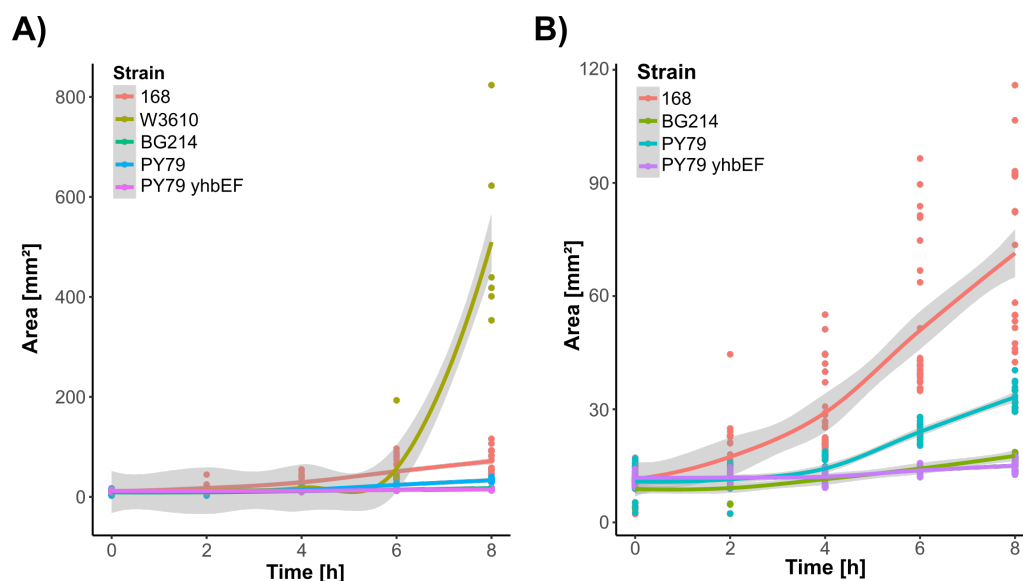 A)
Strain
168
W3610
BG214
PY79
PY79 yhbEF
800
600
400
200
0
Area [mm²]
0 2 4 6 8
Time [h]
B)
Strain
168
BG214
PY79
PY79 yhbEF
120
90
60
30
0
Area [mm²]
0 2 4 6 8
Time [h]